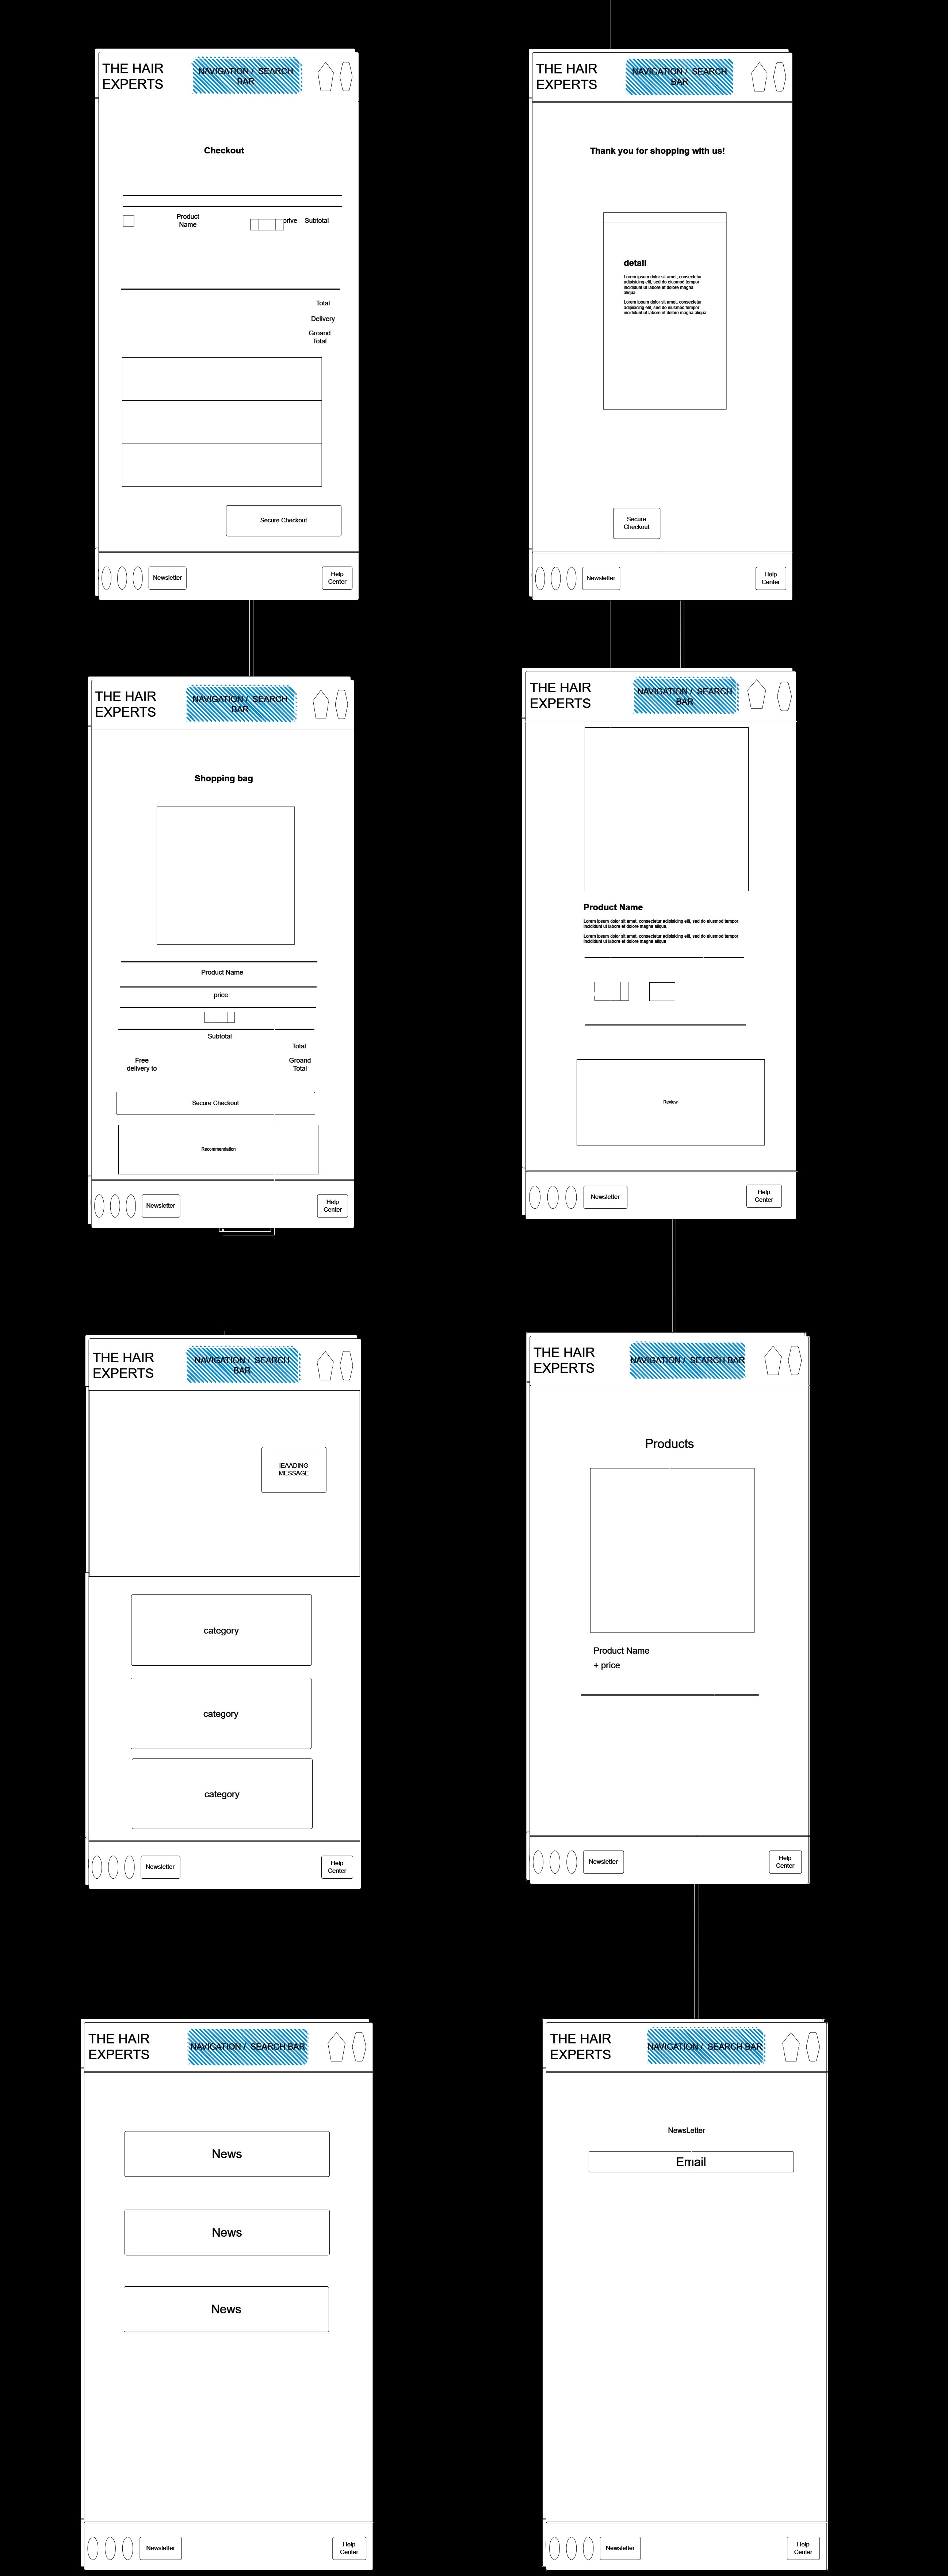 THE HAIR
EXPERTS
NAVIGATION / SEARCH
BAR
Checkout
Product
Name
prive
Subtotal
Total
Delivery
Groand
Total
Secure Checkout
Newsletter
Help
Center
THE HAIR
EXPERTS
NAVIGATION / SEARCH
BAR
Thank you for shopping with us!
detail
Lorem ipsum dolor sit amet, consectetur
adipisicing elit, sed do eiusmod tempor
incididunt ut labore et dolore magna
aliqua.
Lorem ipsum dolor sit amet, consectetur
adipisicing elit, sed do eiusmod tempor
incididunt ut labore et dolore magna aliqua
Secure
Checkout
Newsletter
Help
Center
THE HAIR
EXPERTS
NAVIGATION / SEARCH
BAR
Shopping bag
Product Name
price
Subtotal
Total
Free
delivery to
Groand
Total
Secure Checkout
Recommendation
Newsletter
Help
Center
THE HAIR
EXPERTS
NAVIGATION / SEARCH
BAR
Product Name
Lorem ipsum dolor sit amet, consectetur adipisicing elit, sed do eiusmod tempor
incididunt ut labore et dolore magna aliqua.
Lorem ipsum dolor sit amet, consectetur adipisicing elit, sed do eiusmod tempor
incididunt ut labore et dolore magna aliqua
Review
Newsletter
Help
Center
THE HAIR
EXPERTS
NAVIGATION / SEARCH
BAR
lEAADING
MESSAGE
category
category
category
Newsletter
Help
Center
THE HAIR
EXPERTS
NAVIGATION / SEARCH BAR
Products
Product Name
+ price
Newsletter
Help
Center
THE HAIR
EXPERTS
NAVIGATION / SEARCH BAR
News
News
News
Newsletter
Help
Center
THE HAIR
EXPERTS
NAVIGATION / SEARCH BAR
NewsLetter
Email
Newsletter
Help
Center